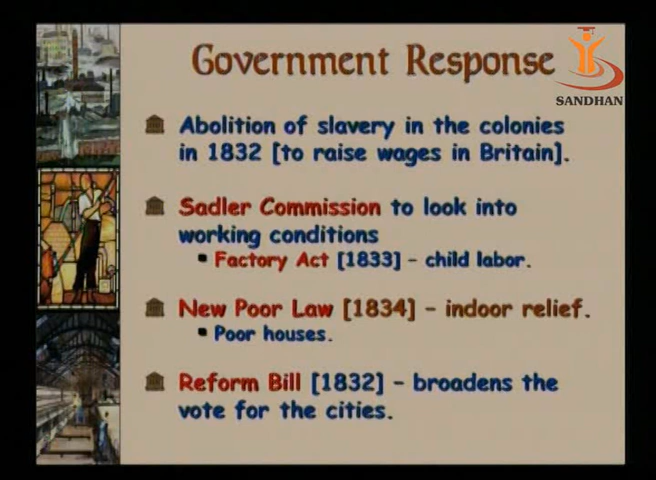 Government Response
SANDHAN
Abolition of slavery in the colonies
in 1832 [to raise wages in Britain].
Sadler Commission to look into
working conditions
Factory Act [1833] – child labor.
New Poor Law [1834] – indoor relief.
Poor houses.
Reform Bill [1832] – broadens the
vote for the cities.